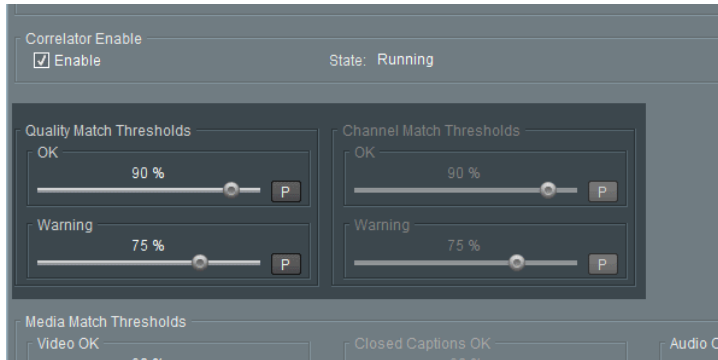 Correlator Enable
Enable
State: Running
Quality Match Thresholds
OK
90 %
P
Warning
75 %
P
Channel Match Thresholds
OK
90 %
P
Warning
75 %
P
Media Match Thresholds
Video OK
Closed Captions OK
Audio